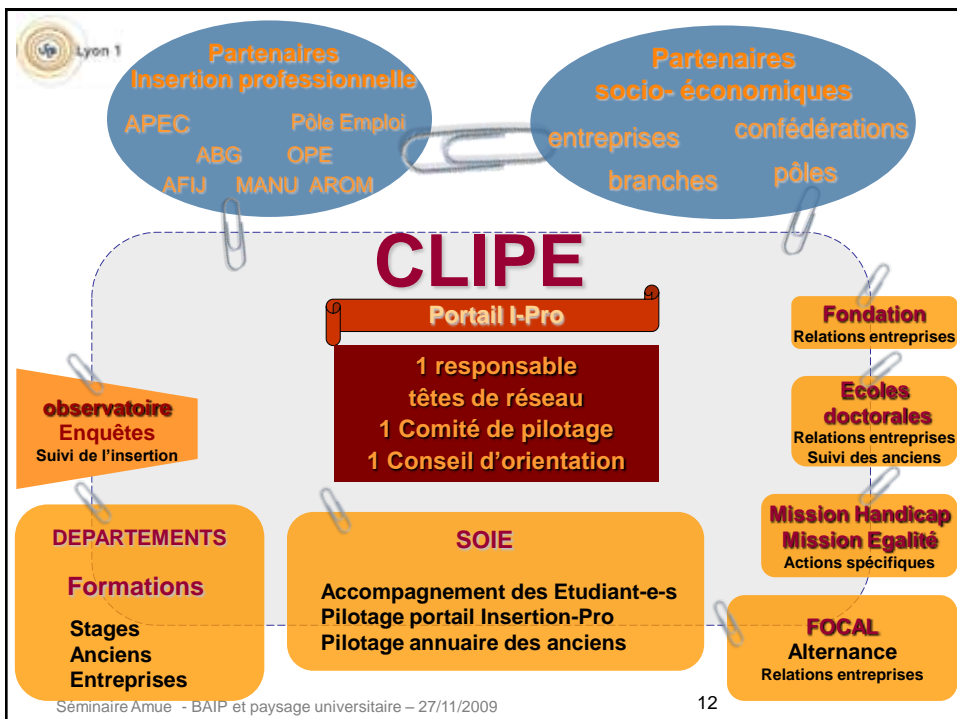 Lyon 1
Partenaires
Insertion professionnelle
APEC Pôle Emploi
ABG OPE
AFIJ MANU AROM
Partenaires
socio- économiques
entreprises confédérations
branches pôles
CLIPE
Portail I-Pro
1 responsable
têtes de réseau
1 Comité de pilotage
1 Conseil d'orientation
observatoire
Enquêtes
Suivi de l'insertion
Fondation
Relations entreprises
Ecoles
doctorales
Relations entreprises
Suivi des anciens
Mission Handicap
Mission Egalité
Actions spécifiques
DEPARTEMENTS
Formations
Stages
Anciens
Entreprises
SOIE
Accompagnement des Etudiant-e-s
Pilotage portail Insertion-Pro
Pilotage annuaire des anciens
FOCAL
Alternance
Relations entreprises
Séminaire Amue - BAIP et paysage universitaire – 27/11/2009
12